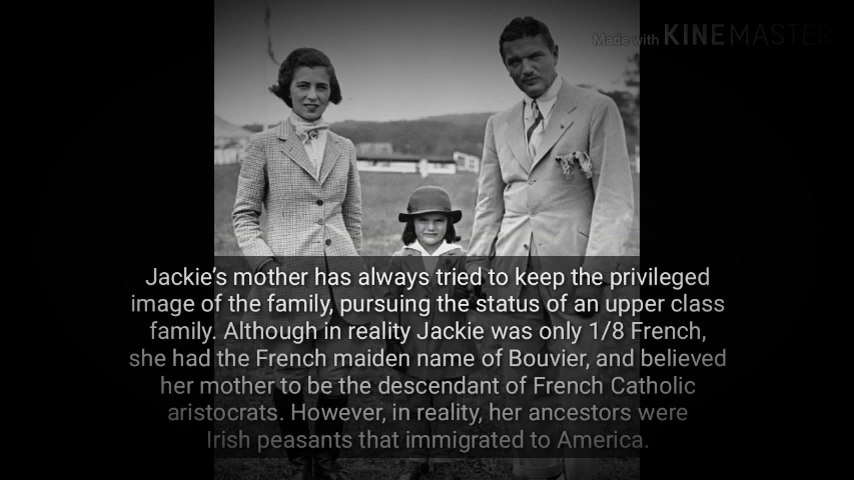 Made with KINEMASTER
Jackie's mother has always tried to keep the privileged
image of the family, pursuing the status of an upper class
family. Although in reality Jackie was only 1/8 French,
she had the French maiden name of Bouvier, and believed
her mother to be the descendant of French Catholic
aristocrats. However, in reality, her ancestors were
Irish peasants that immigrated to America.